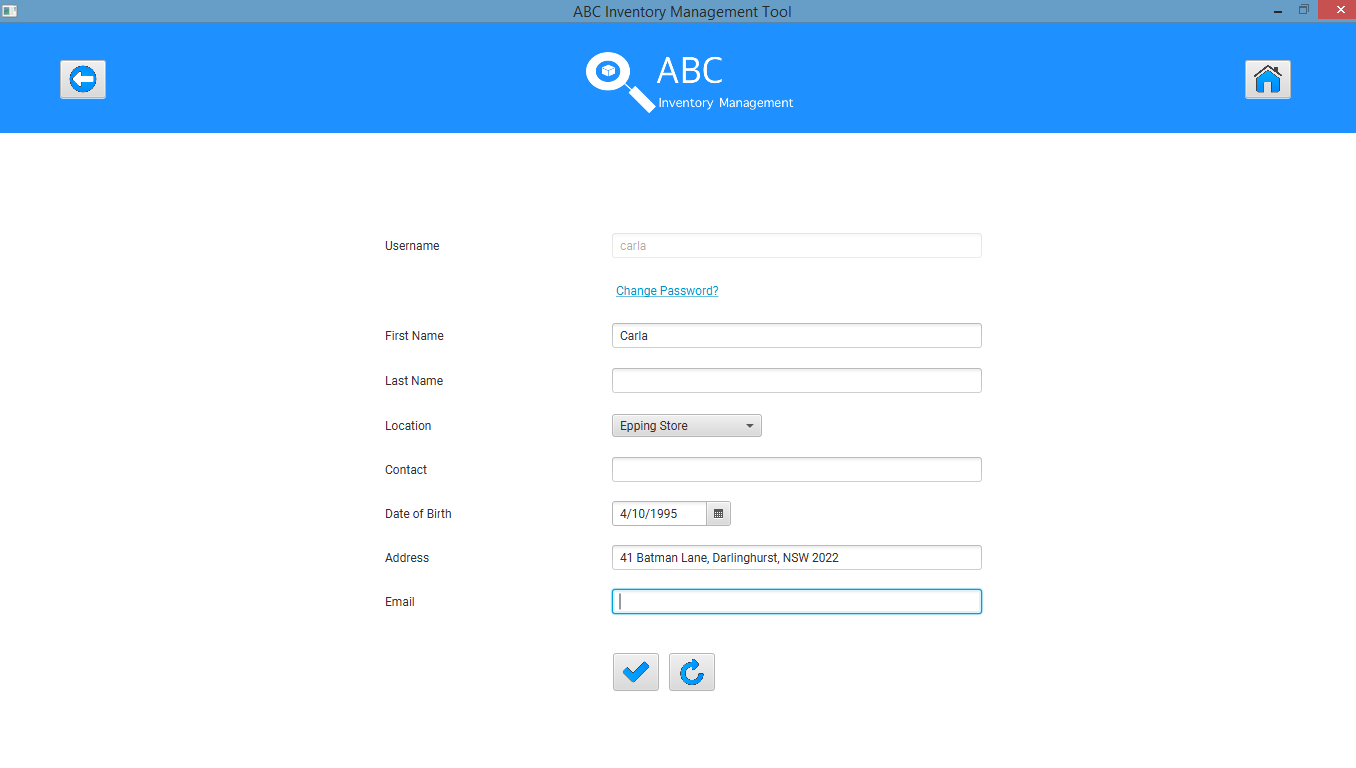 ABC Inventory Management Tool
ABC
Inventory Management
Username carla
Change Password?
First Name Carla
Last Name
Location Epping Store
Contact
Date of Birth 4/10/1995
Address 41 Batman Lane, Darlinghurst, NSW 2022
Email